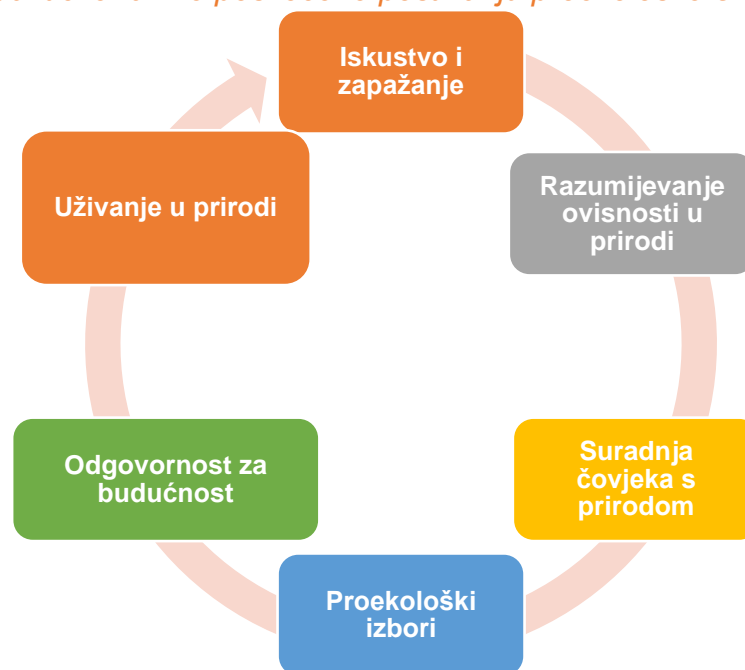 Iskustvo i
zapažanje
Razumijevanje
ovisnosti u
prirodi
Suradnja
čovjeka s
prirodom
Proekološki
izbori
Odgovornost za
budućnost
Uživanje u prirodi